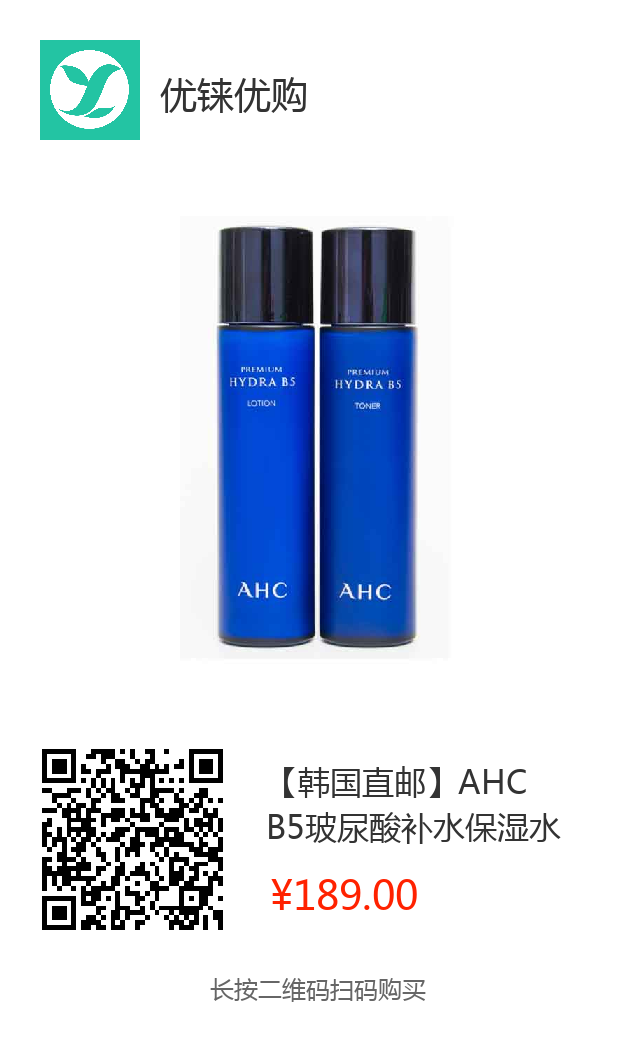 优铼优购
PREMIUM
HYDRA B5
LOTION
AHC
PREMIUM
HYDRA B5
TONER
AHC
【韩国直邮】AHC
B5玻尿酸补水保湿水
¥189.00
长按二维码扫码购买